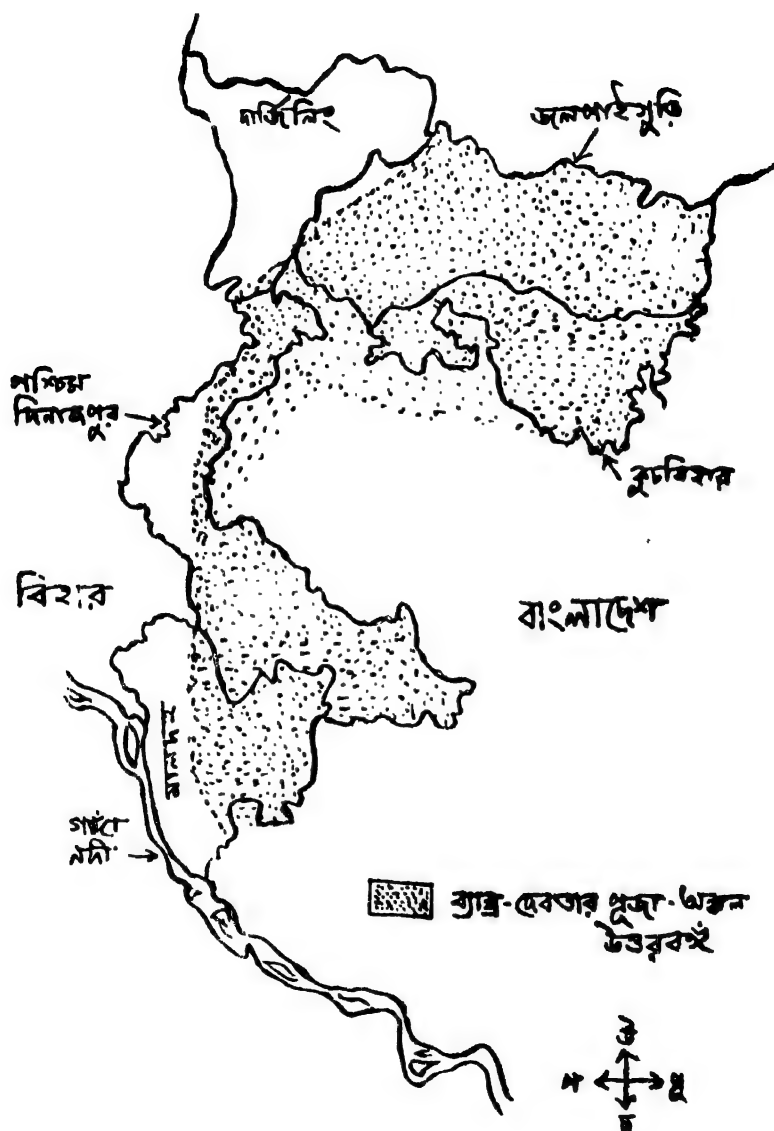 দার্জিলিং
জলপাইগুড়ি
পশ্চিম
দিনাজপুর
কুচবিহার
বিহার
বাংলাদেশ
মালদহ
গঙ্গা
নদী
ব্যাঘ্র-দেবতার পূজা-অঞ্চল
উত্তরবঙ্গ
উ
প পূ
দ